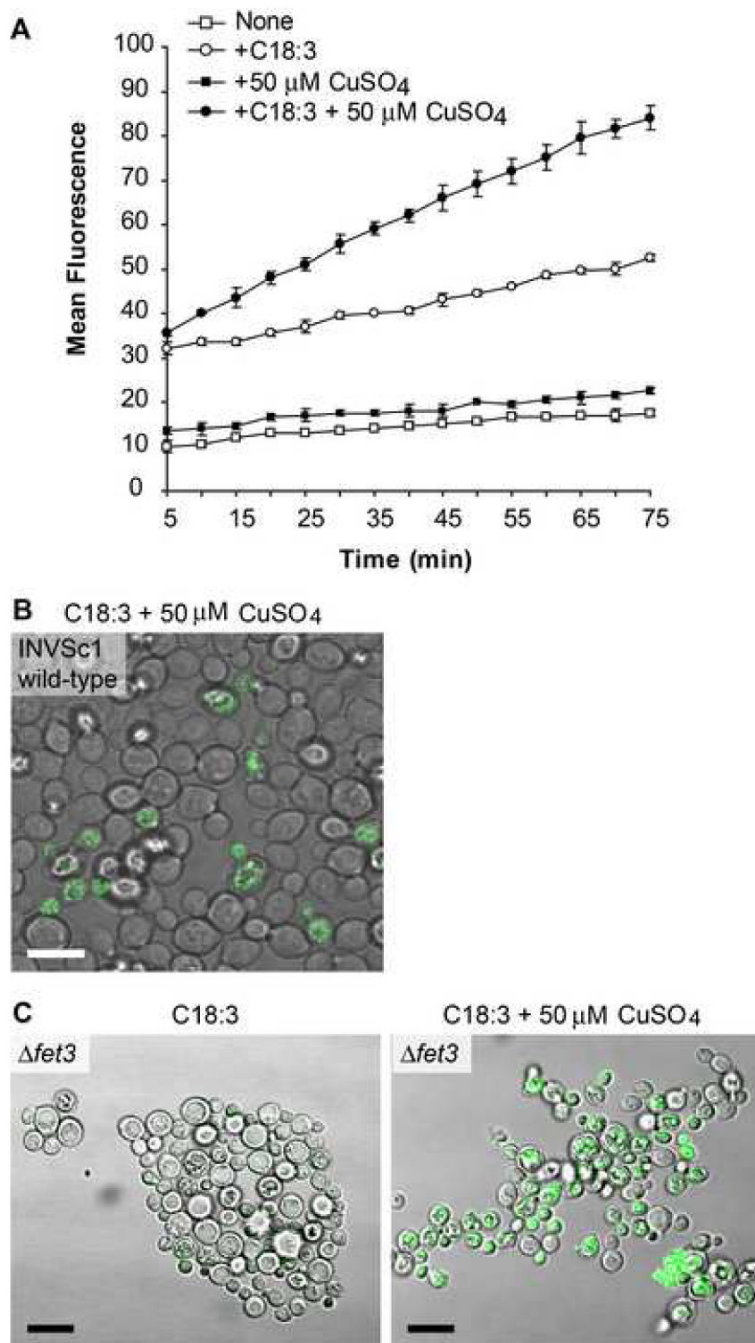 A
None
+C18:3
+50 μM CuSO4
+C18:3 + 50 μM CuSO4
100
90
80
70
60
50
40
30
20
10
0
Mean Fluorescence
5 15 25 35 45 55 65 75
Time (min)
B
C18:3 + 50 μM CuSO4
INVSc1
wild-type
C
C18:3
C18:3 + 50 μM CuSO4
Δfet3
Δfet3